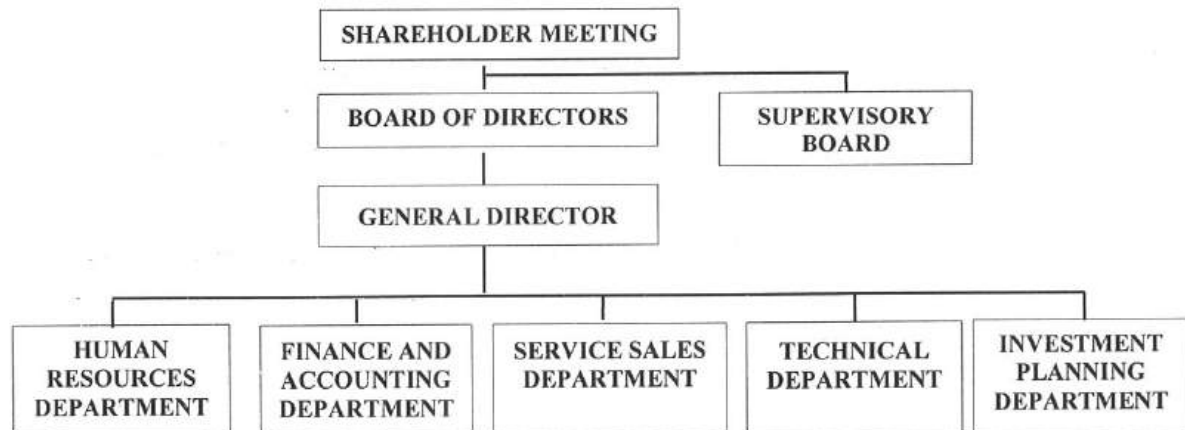 SHAREHOLDER MEETING
BOARD OF DIRECTORS
SUPERVISORY
BOARD
GENERAL DIRECTOR
HUMAN
RESOURCES
DEPARTMENT
FINANCE AND
ACCOUNTING
DEPARTMENT
SERVICE SALES
DEPARTMENT
TECHNICAL
DEPARTMENT
INVESTMENT
PLANNING
DEPARTMENT